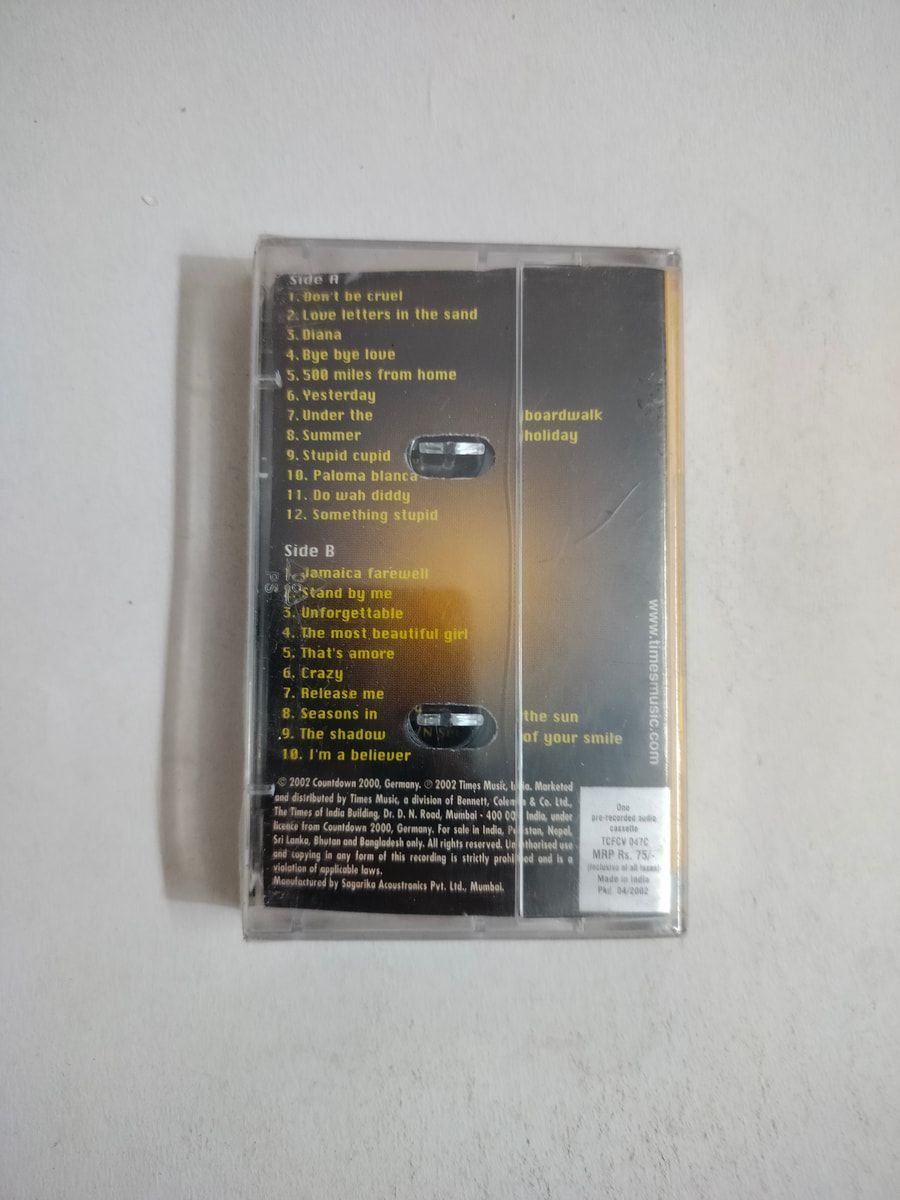 Side A
1. Don't be cruel
2. Love letters in the sand
3. Diana
4. Bye bye love
5. 500 miles from home
6. Yesterday
7. Under the boardwalk
8. Summer holiday
9. Stupid cupid
10. Paloma blanca
11. Do wah diddy
12. Something stupid
Side B
1. Jamaica farewell
2. Stand by me
3. Unforgettable
4. The most beautiful girl
5. That's amore
6. Crazy
7. Release me
8. Seasons in the sun
9. The shadow of your smile
10. I'm a believer
www.timesmusic.com
© 2002 Countdown 2000, Germany. ℗ 2002 Times Music, Marketed
and distributed by Times Music, a division of Bennett, & Co. Ltd.,
The Times of India Building, Dr. D. N. Road, Mumbai - 400 India, under
licence from Countdown 2000, Germany. For sale in India, Nepal,
Sri Lanka, Bhutan and Bangladesh only. All rights reserved. use
and copying in any form of this recording is strictly and is a
violation of applicable laws.
Manufactured by Sagarika Acoustronics Pvt. Ltd., Mumbai.
One
pre-recorded audio
cassette
TCFCV 047C
MRP Rs. 75/-
(Inclusive of all taxes)
Made in India
Pkd. 04/2002